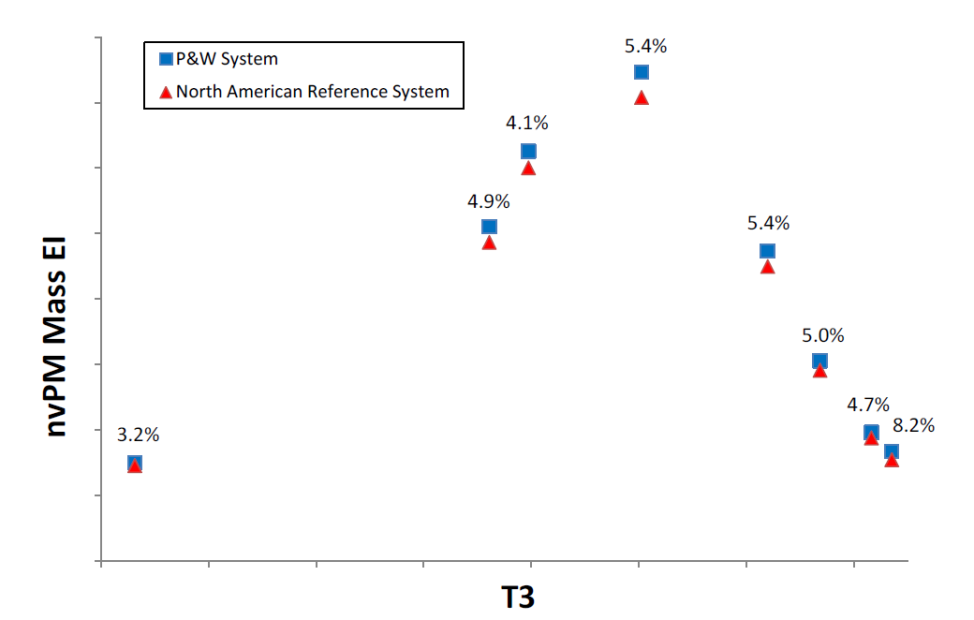 P&W System
North American Reference System
5.4%
4.1%
4.9%
5.4%
5.0%
4.7%
8.2%
3.2%
nvPM Mass EI
T3